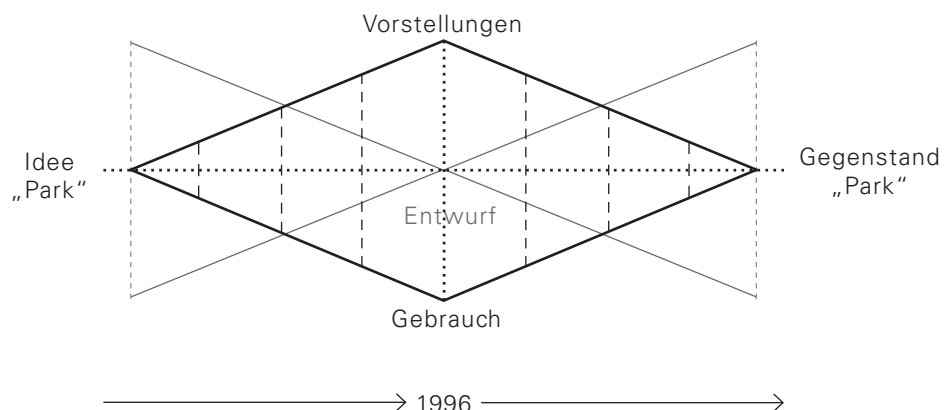 Vorstellungen
Idee
„Park“
Gegenstand
„Park“
Entwurf
Gebrauch
1996